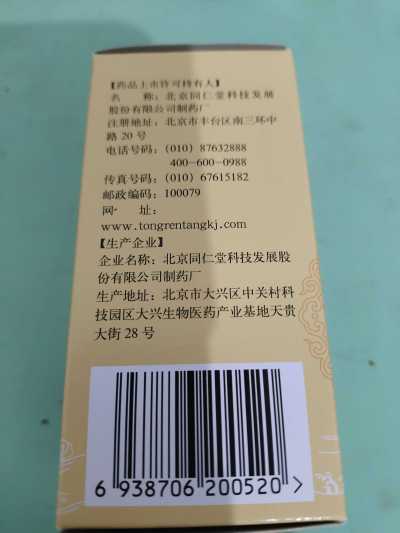 【药品上市许可持有人】
名　　称：北京同仁堂科技发展
股份有限公司制药厂
注册地址：北京市丰台区南三环中
路 20 号
电话号码：（010）87632888
400-600-0988
传真号码：（010）67615182
邮政编码：100079
网　　址：
www.tongrentangkj.com
【生产企业】
企业名称：北京同仁堂科技发展股
份有限公司制药厂
生产地址：北京市大兴区中关村科
技园区大兴生物医药产业基地天贵
大街 28 号
6 938706 200520 >